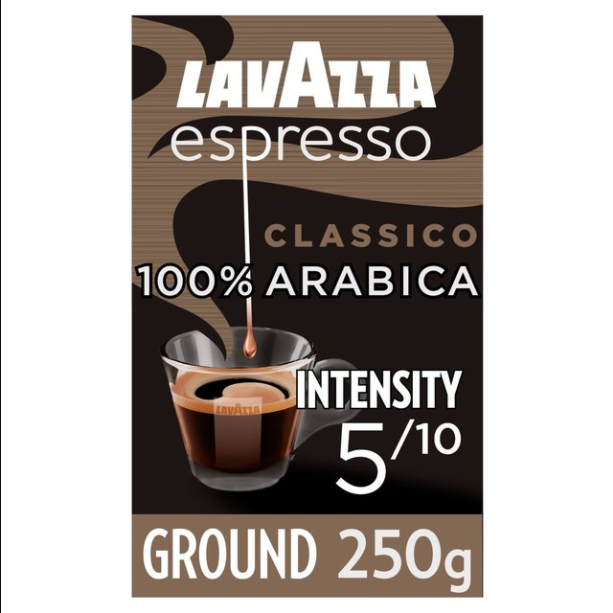 LAVAZZA
espresso
CLASSICO
100% ARABICA
LAVAZZA
INTENSITY
5/10
GROUND 250g